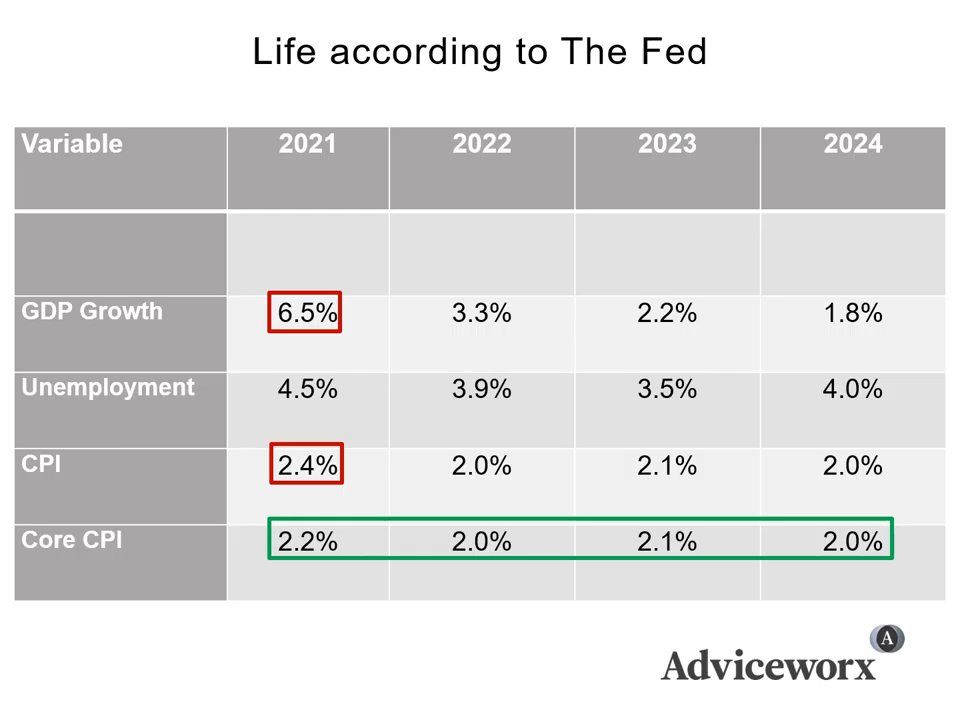 Life according to The Fed
Variable 2021 2022 2023 2024
GDP Growth 6.5% 3.3% 2.2% 1.8%
Unemployment 4.5% 3.9% 3.5% 4.0%
CPI 2.4% 2.0% 2.1% 2.0%
Core CPI 2.2% 2.0% 2.1% 2.0%
A
Adviceworx